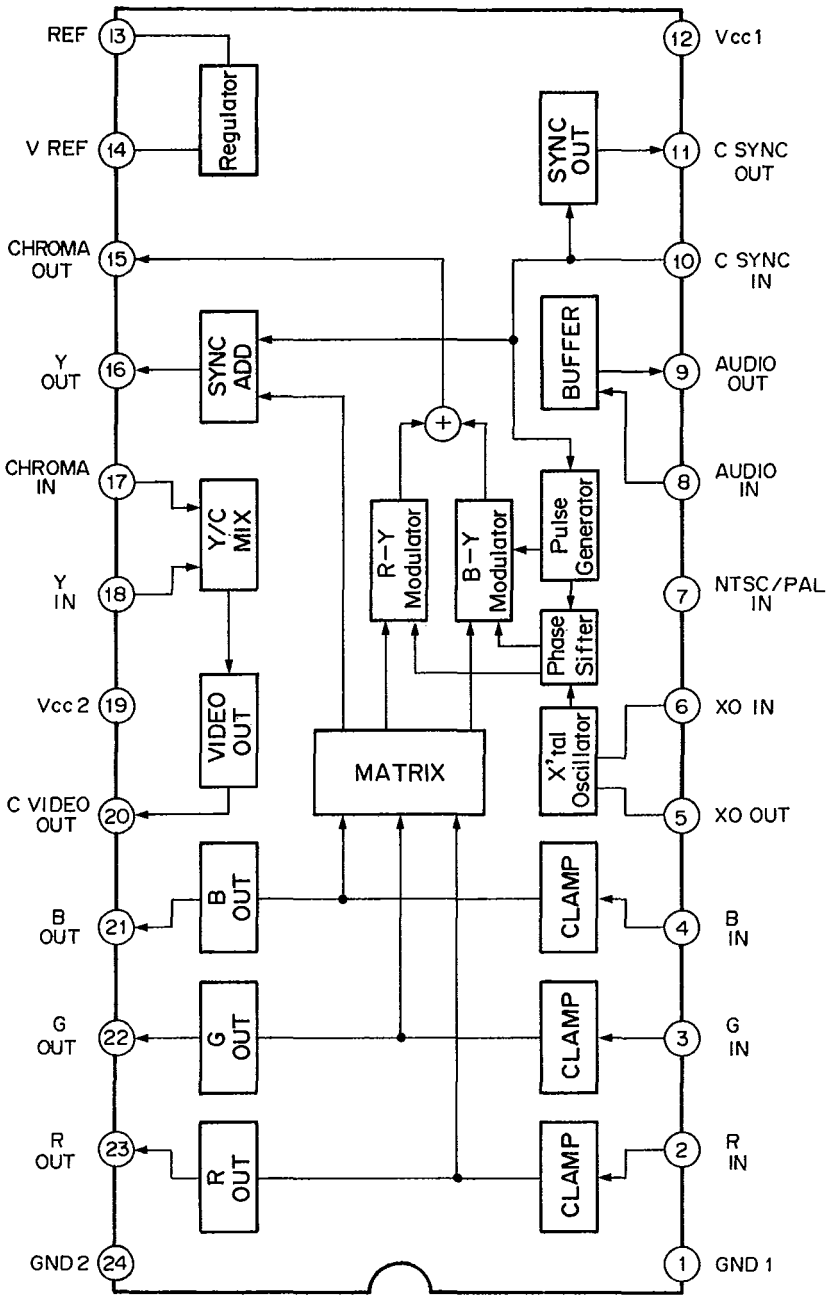 REF
13
12
Vcc1
Regulator
V REF
14
SYNC
OUT
11
C SYNC
OUT
CHROMA
OUT
15
10
C SYNC
IN
Y
OUT
16
SYNC
ADD
BUFFER
9
AUDIO
OUT
+
CHROMA
IN
17
8
AUDIO
IN
Y/C
MIX
R-Y
Modulator
B-Y
Modulator
Pulse
Generator
Y
IN
18
7
NTSC/PAL
IN
Phase
Sifter
Vcc2
19
VIDEO
OUT
6
XO IN
MATRIX
X'tal
Oscillator
C VIDEO
OUT
20
5
XO OUT
B
OUT
21
B
OUT
CLAMP
4
B
IN
G
OUT
22
G
OUT
CLAMP
3
G
IN
R
OUT
23
R
OUT
CLAMP
2
R
IN
GND 2
24
1
GND 1